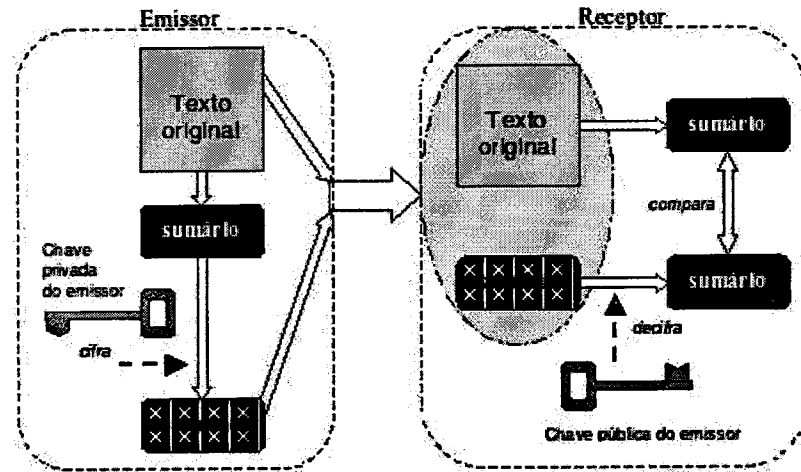 Emissor
Texto
original
sumário
Chave
privada
do emissor
cifra
Receptor
Texto
original
sumário
compara
sumário
decifra
Chave pública do emissor